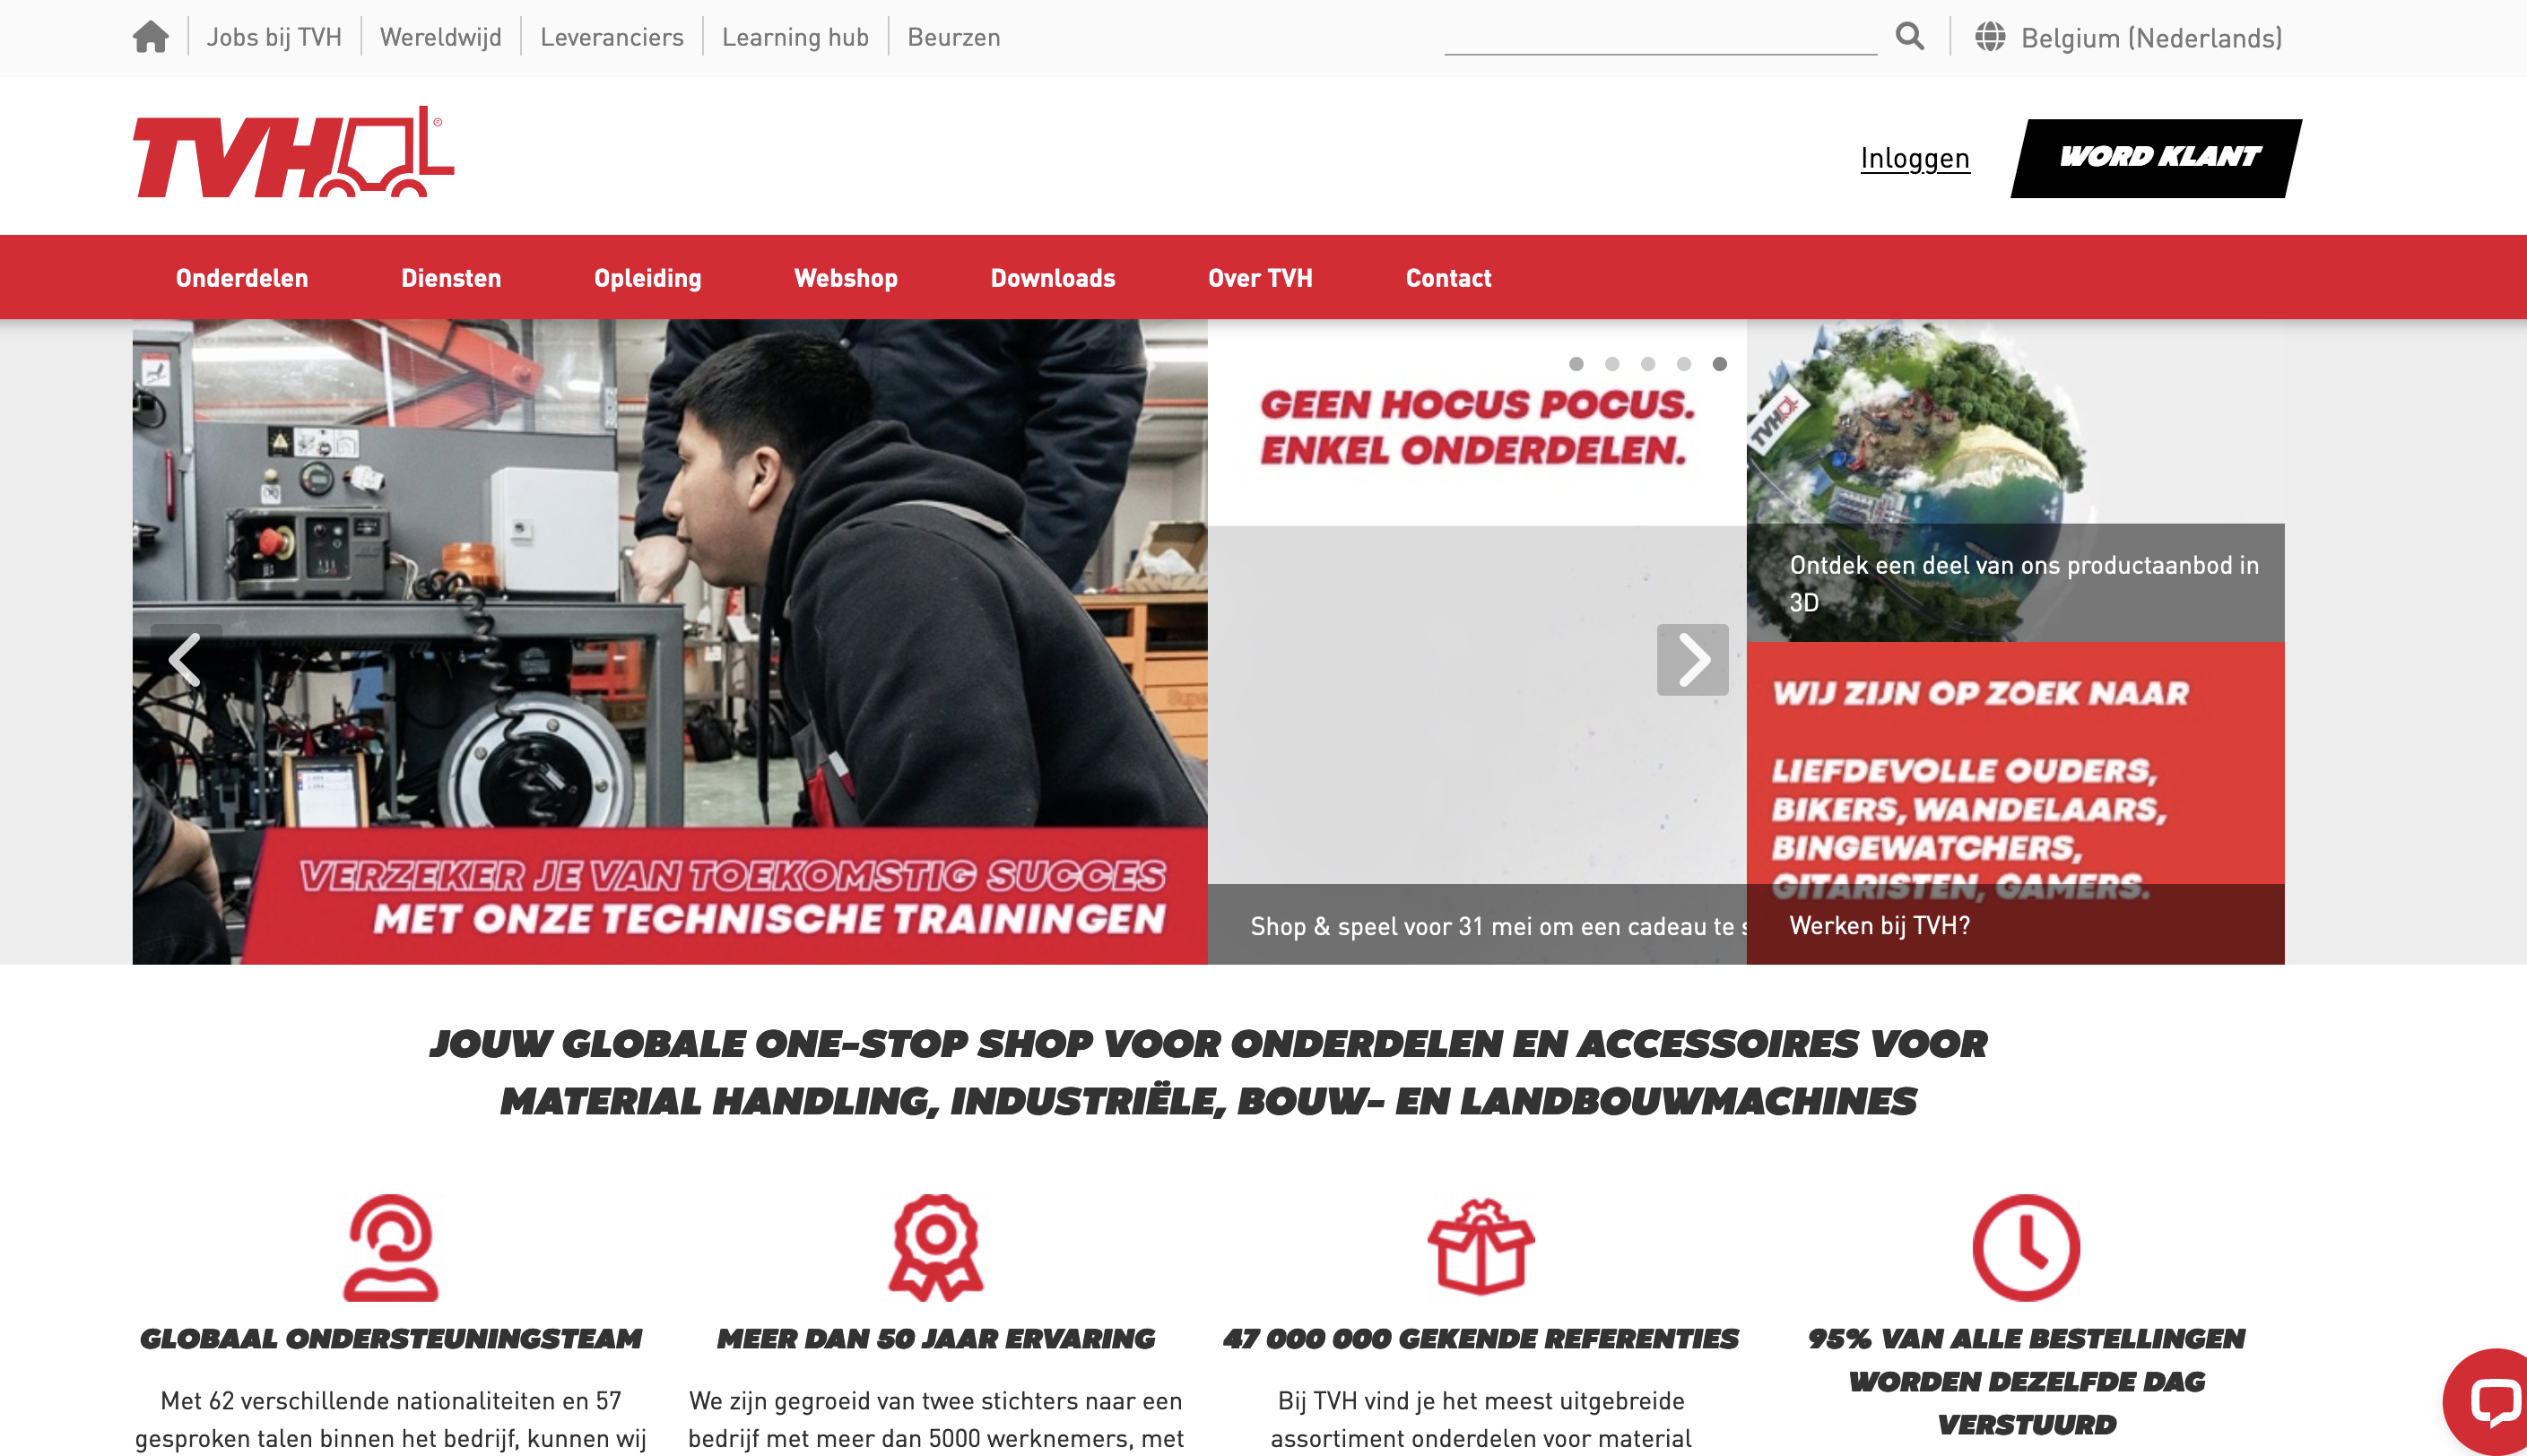 Jobs bij TVH
Wereldwijd
Leveranciers
Learning hub
Beurzen
Belgium (Nederlands)
TVH
Inloggen
WORD KLANT
Onderdelen
Diensten
Opleiding
Webshop
Downloads
Over TVH
Contact
VERZEKER JE VAN TOEKOMSTIG SUCCES
MET ONZE TECHNISCHE TRAININGEN
GEEN HOCUS POCUS.
ENKEL ONDERDELEN.
Shop & speel voor 31 mei om een cadeau te
TVH
Ontdek een deel van ons productaanbod in
3D
WIJ ZIJN OP ZOEK NAAR
LIEFDEVOLLE OUDERS,
BIKERS, WANDELAARS,
BINGEWATCHERS,
GITARISTEN, GAMERS.
Werken bij TVH?
JOUW GLOBALE ONE-STOP SHOP VOOR ONDERDELEN EN ACCESSOIRES VOOR
MATERIAL HANDLING, INDUSTRIËLE, BOUW- EN LANDBOUWMACHINES
GLOBAAL ONDERSTEUNINGSTEAM
Met 62 verschillende nationaliteiten en 57
gesproken talen binnen het bedrijf, kunnen wij
MEER DAN 50 JAAR ERVARING
We zijn gegroeid van twee stichters naar een
bedrijf met meer dan 5000 werknemers, met
47 000 000 GEKENDE REFERENTIES
Bij TVH vind je het meest uitgebreide
assortiment onderdelen voor material
95% VAN ALLE BESTELLINGEN
WORDEN DEZELFDE DAG
VERSTUURD